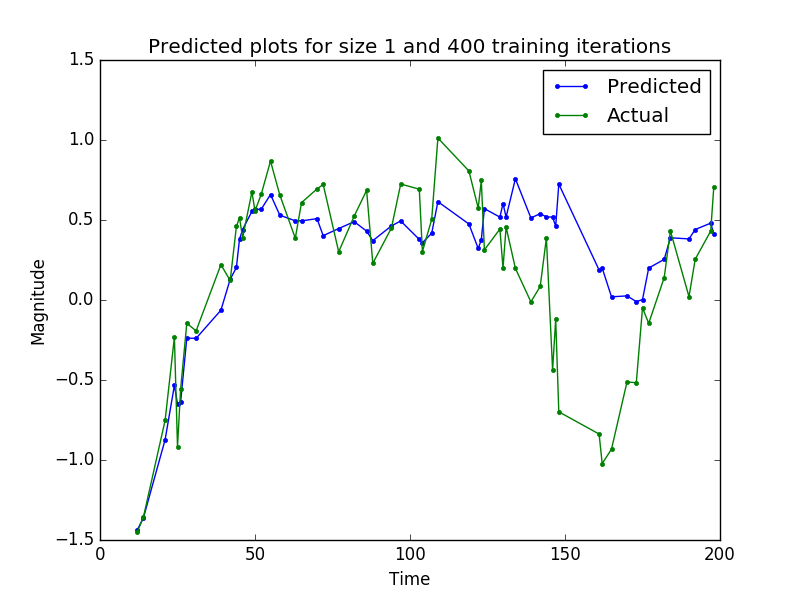 Predicted plots for size 1 and 400 training iterations
Predicted
Actual
1.5
1.0
0.5
0.0
−0.5
−1.0
−1.5
Magnitude
0 50 100 150 200
Time